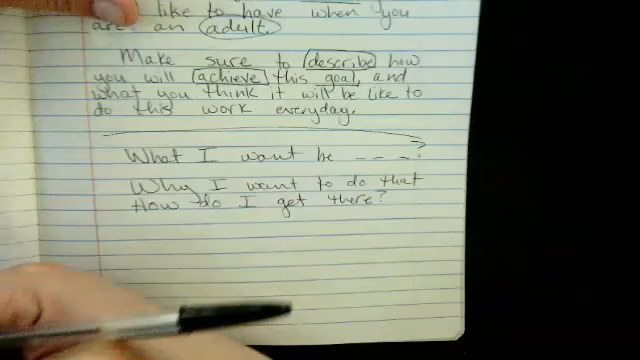 like to have when you
are an adult.
Make sure to describe how
you will achieve this goal, and
what you think it will be like to
do this work everyday.
What I want be _ _ _.
Why I want to do that
How do I get there?